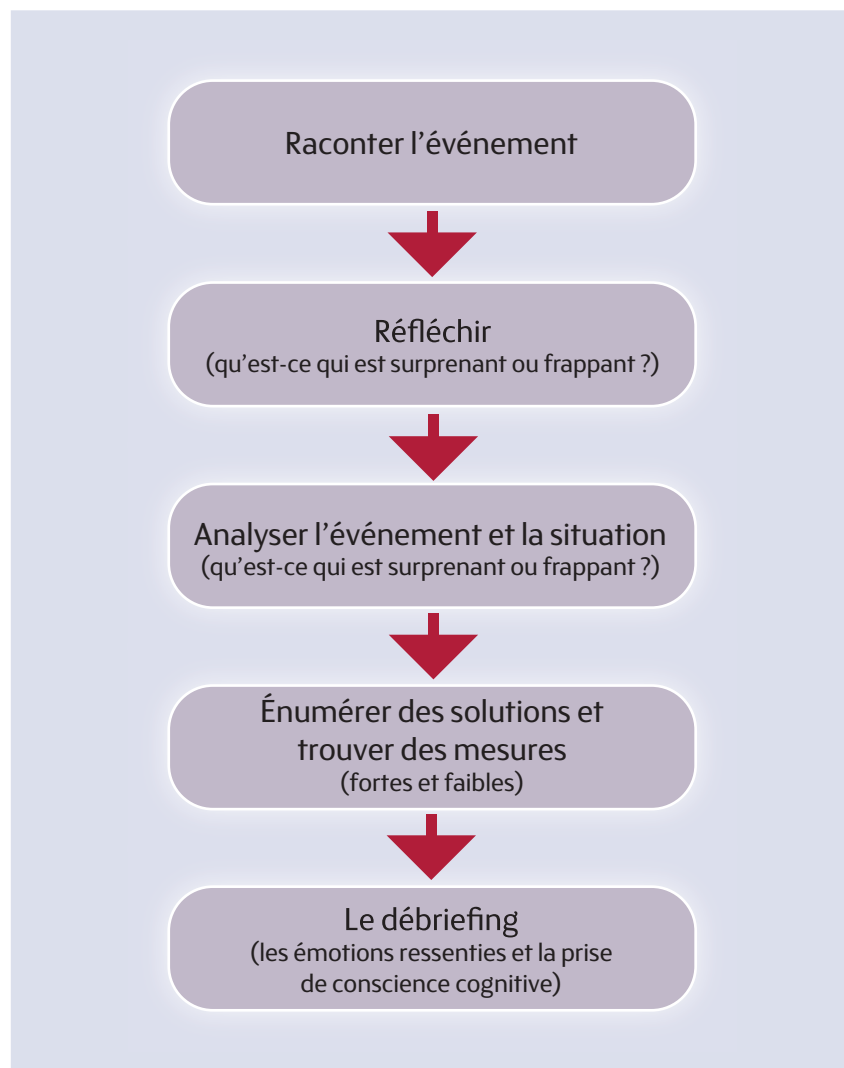 Raconter l’événement
Réfléchir
(qu’est-ce qui est surprenant ou frappant ?)
Analyser l’événement et la situation
(qu’est-ce qui est surprenant ou frappant ?)
Énumérer des solutions et
trouver des mesures
(fortes et faibles)
Le débriefing
(les émotions ressenties et la prise
de conscience cognitive)